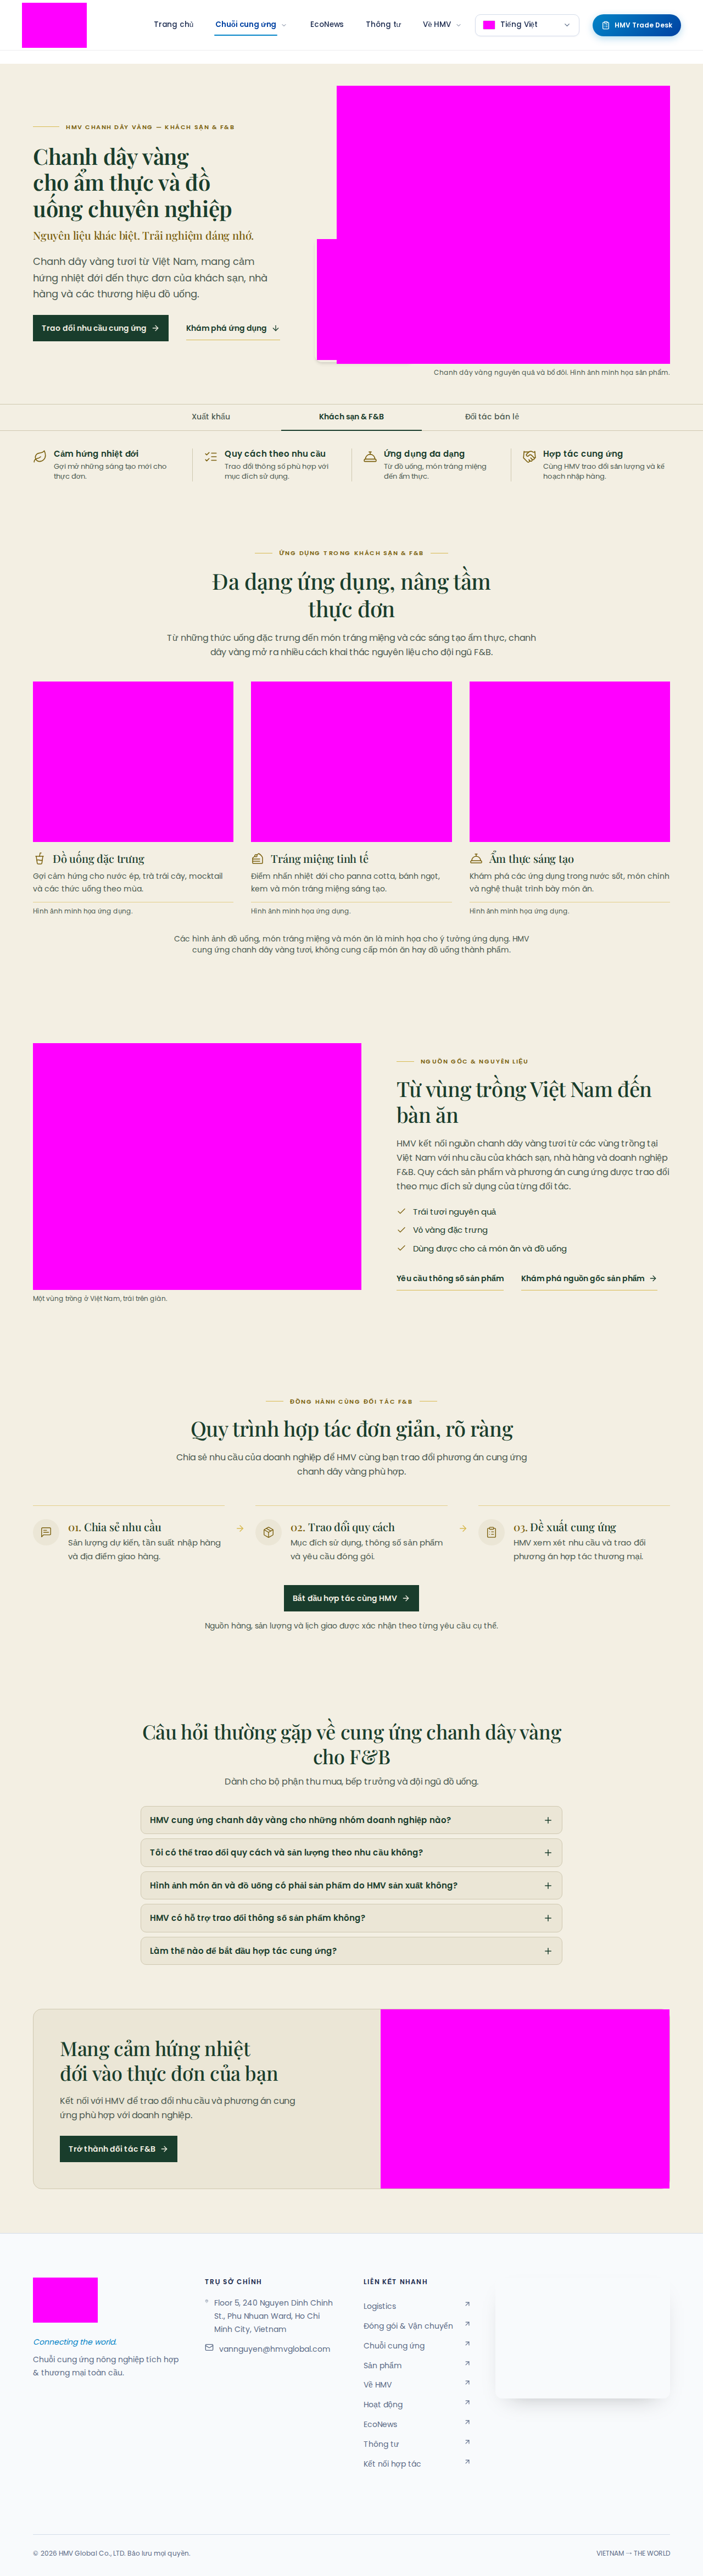 Trang chủ
Chuỗi cung ứng
EcoNews
Thông tư
Về HMV
Tiếng Việt
HMV Trade Desk
HMV CHANH DÂY VÀNG — KHÁCH SẠN & F&B
Chanh dây vàng
cho ẩm thực và đồ
uống chuyên nghiệp
Nguyên liệu khác biệt. Trải nghiệm đáng nhớ.
Chanh dây vàng tươi từ Việt Nam, mang cảm
hứng nhiệt đới đến thực đơn của khách sạn, nhà
hàng và các thương hiệu đồ uống.
Trao đổi nhu cầu cung ứng
Khám phá ứng dụng
Chanh dây vàng nguyên quả và bổ đôi. Hình ảnh minh họa sản phẩm.
Xuất khẩu
Khách sạn & F&B
Đối tác bán lẻ
Cảm hứng nhiệt đới
Gợi mở những sáng tạo mới cho
thực đơn.
Quy cách theo nhu cầu
Trao đổi thông số phù hợp với
mục đích sử dụng.
Ứng dụng đa dạng
Từ đồ uống, món tráng miệng
đến ẩm thực.
Hợp tác cung ứng
Cùng HMV trao đổi sản lượng và kế
hoạch nhập hàng.
ỨNG DỤNG TRONG KHÁCH SẠN & F&B
Đa dạng ứng dụng, nâng tầm
thực đơn
Từ những thức uống đặc trưng đến món tráng miệng và các sáng tạo ẩm thực, chanh
dây vàng mở ra nhiều cách khai thác nguyên liệu cho đội ngũ F&B.
Đồ uống đặc trưng
Gợi cảm hứng cho nước ép, trà trái cây, mocktail
và các thức uống theo mùa.
Hình ảnh minh họa ứng dụng.
Tráng miệng tinh tế
Điểm nhấn nhiệt đới cho panna cotta, bánh ngọt,
kem và món tráng miệng sáng tạo.
Hình ảnh minh họa ứng dụng.
Ẩm thực sáng tạo
Khám phá các ứng dụng trong nước sốt, món chính
và nghệ thuật trình bày món ăn.
Hình ảnh minh họa ứng dụng.
Các hình ảnh đồ uống, món tráng miệng và món ăn là minh họa cho ý tưởng ứng dụng. HMV
cung ứng chanh dây vàng tươi, không cung cấp món ăn hay đồ uống thành phẩm.
NGUỒN GỐC & NGUYÊN LIỆU
Từ vùng trồng Việt Nam đến
bàn ăn
HMV kết nối nguồn chanh dây vàng tươi từ các vùng trồng tại
Việt Nam với nhu cầu của khách sạn, nhà hàng và doanh nghiệp
F&B. Quy cách sản phẩm và phương án cung ứng được trao đổi
theo mục đích sử dụng của từng đối tác.
Trái tươi nguyên quả
Vỏ vàng đặc trưng
Dùng được cho cả món ăn và đồ uống
Yêu cầu thông số sản phẩm
Khám phá nguồn gốc sản phẩm
Một vùng trồng ở Việt Nam, trái trên giàn.
ĐỒNG HÀNH CÙNG ĐỐI TÁC F&B
Quy trình hợp tác đơn giản, rõ ràng
Chia sẻ nhu cầu của doanh nghiệp để HMV cùng bạn trao đổi phương án cung ứng
chanh dây vàng phù hợp.
01. Chia sẻ nhu cầu
Sản lượng dự kiến, tần suất nhập hàng
và địa điểm giao hàng.
02. Trao đổi quy cách
Mục đích sử dụng, thông số sản phẩm
và yêu cầu đóng gói.
03. Đề xuất cung ứng
HMV xem xét nhu cầu và trao đổi
phương án hợp tác thương mại.
Bắt đầu hợp tác cùng HMV
Nguồn hàng, sản lượng và lịch giao được xác nhận theo từng yêu cầu cụ thể.
Câu hỏi thường gặp về cung ứng chanh dây vàng
cho F&B
Dành cho bộ phận thu mua, bếp trưởng và đội ngũ đồ uống.
HMV cung ứng chanh dây vàng cho những nhóm doanh nghiệp nào?
Tôi có thể trao đổi quy cách và sản lượng theo nhu cầu không?
Hình ảnh món ăn và đồ uống có phải sản phẩm do HMV sản xuất không?
HMV có hỗ trợ trao đổi thông số sản phẩm không?
Làm thế nào để bắt đầu hợp tác cung ứng?
Mang cảm hứng nhiệt
đới vào thực đơn của bạn
Kết nối với HMV để trao đổi nhu cầu và phương án cung
ứng phù hợp với doanh nghiệp.
Trở thành đối tác F&B
Connecting the world.
Chuỗi cung ứng nông nghiệp tích hợp
& thương mại toàn cầu.
TRỤ SỞ CHÍNH
Floor 5, 240 Nguyen Dinh Chinh
St., Phu Nhuan Ward, Ho Chi
Minh City, Vietnam
vannguyen@hmvglobal.com
LIÊN KẾT NHANH
Logistics
Đóng gói & Vận chuyển
Chuỗi cung ứng
Sản phẩm
Về HMV
Hoạt động
EcoNews
Thông tư
Kết nối hợp tác
© 2026 HMV Global Co., LTD. Bảo lưu mọi quyền.
VIETNAM → THE WORLD